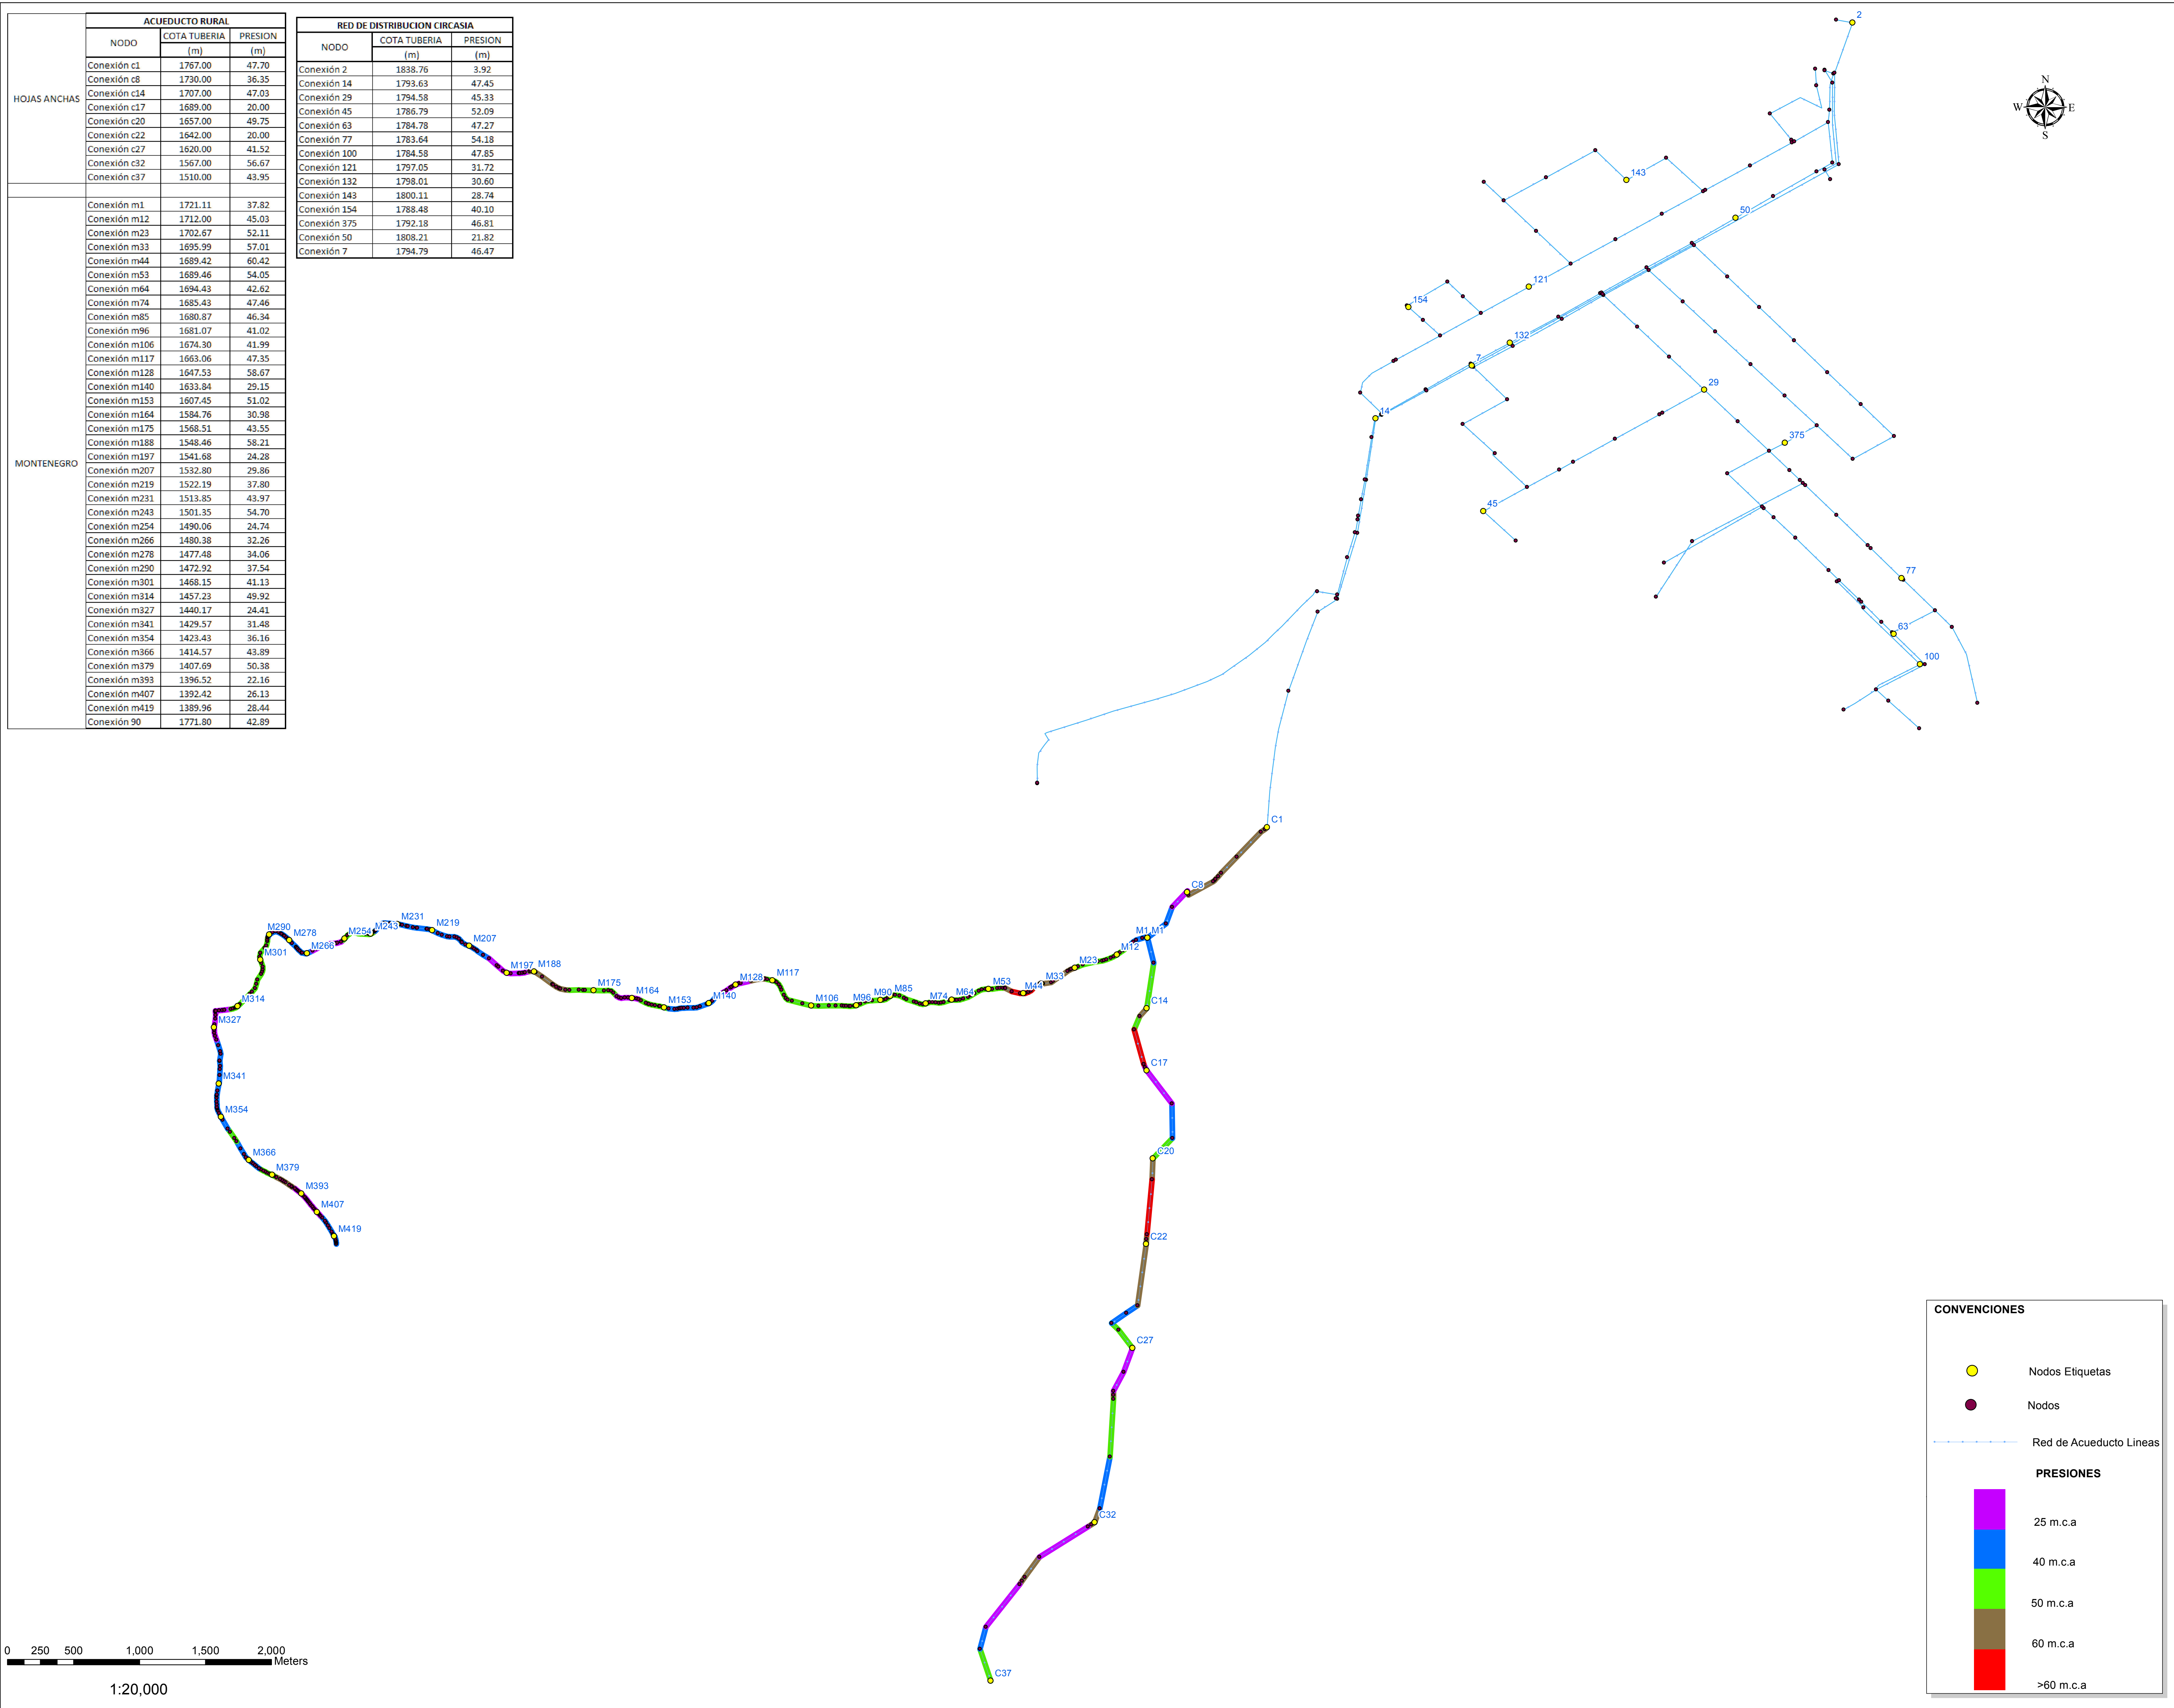 ACUEDUCTO RURAL
NODO COTA TUBERIA PRESION
(m) (m)
HOJAS ANCHAS
Conexión c1 1767.00 47.70
Conexión c8 1730.00 36.35
Conexión c14 1707.00 47.03
Conexión c17 1689.00 20.00
Conexión c20 1657.00 49.75
Conexión c22 1642.00 20.00
Conexión c27 1620.00 41.52
Conexión c32 1567.00 56.67
Conexión c37 1510.00 43.95
MONTENEGRO
Conexión m1 1721.11 37.82
Conexión m12 1712.00 45.03
Conexión m23 1702.67 52.11
Conexión m33 1695.99 57.01
Conexión m44 1689.42 60.42
Conexión m53 1689.46 54.05
Conexión m64 1694.43 42.62
Conexión m74 1685.43 47.46
Conexión m85 1680.87 46.34
Conexión m96 1681.07 41.02
Conexión m106 1674.30 41.99
Conexión m117 1663.06 47.35
Conexión m128 1647.53 58.67
Conexión m140 1633.84 29.15
Conexión m153 1607.45 51.02
Conexión m164 1584.76 30.98
Conexión m175 1568.51 43.55
Conexión m188 1548.46 58.21
Conexión m197 1541.68 24.28
Conexión m207 1532.80 29.86
Conexión m219 1522.19 37.80
Conexión m231 1513.85 43.97
Conexión m243 1501.35 54.70
Conexión m254 1490.06 24.74
Conexión m266 1480.38 32.26
Conexión m278 1477.48 34.06
Conexión m290 1472.92 37.54
Conexión m301 1468.15 41.13
Conexión m314 1457.23 49.92
Conexión m327 1440.17 24.41
Conexión m341 1429.57 31.48
Conexión m354 1423.43 36.16
Conexión m366 1414.57 43.89
Conexión m379 1407.69 50.38
Conexión m393 1396.52 22.16
Conexión m407 1392.42 26.13
Conexión m419 1389.96 28.44
Conexión 90 1771.80 42.89
RED DE DISTRIBUCION CIRCASIA
NODO COTA TUBERIA PRESION
(m) (m)
Conexión 2 1838.76 3.92
Conexión 14 1793.63 47.45
Conexión 29 1794.58 45.33
Conexión 45 1786.79 52.09
Conexión 63 1784.78 47.27
Conexión 77 1783.64 54.18
Conexión 100 1784.58 47.85
Conexión 121 1797.05 31.72
Conexión 132 1798.01 30.60
Conexión 143 1800.11 28.74
Conexión 154 1788.48 40.10
Conexión 375 1792.18 46.81
Conexión 50 1808.21 21.82
Conexión 7 1794.79 46.47
2
N
W E
S
143
50
121
154
132
7
29
14
375
45
77
63
100
C1
C8
M1 M1
M12
M23
M33
M44
M53
M64
M74
M85
M90
M96
M106
M117
M128
M140
M153
M164
M175
M188
M197
M207
M219
M231
M243
M254
M266
M278
M290
M301
M314
M327
M341
M354
M366
M379
M393
M407
M419
C14
C17
C20
C22
C27
C32
C37
0 250 500 1,000 1,500 2,000
Meters
1:20,000
CONVENCIONES
Nodos Etiquetas
Nodos
Red de Acueducto Lineas
PRESIONES
25 m.c.a
40 m.c.a
50 m.c.a
60 m.c.a
>60 m.c.a